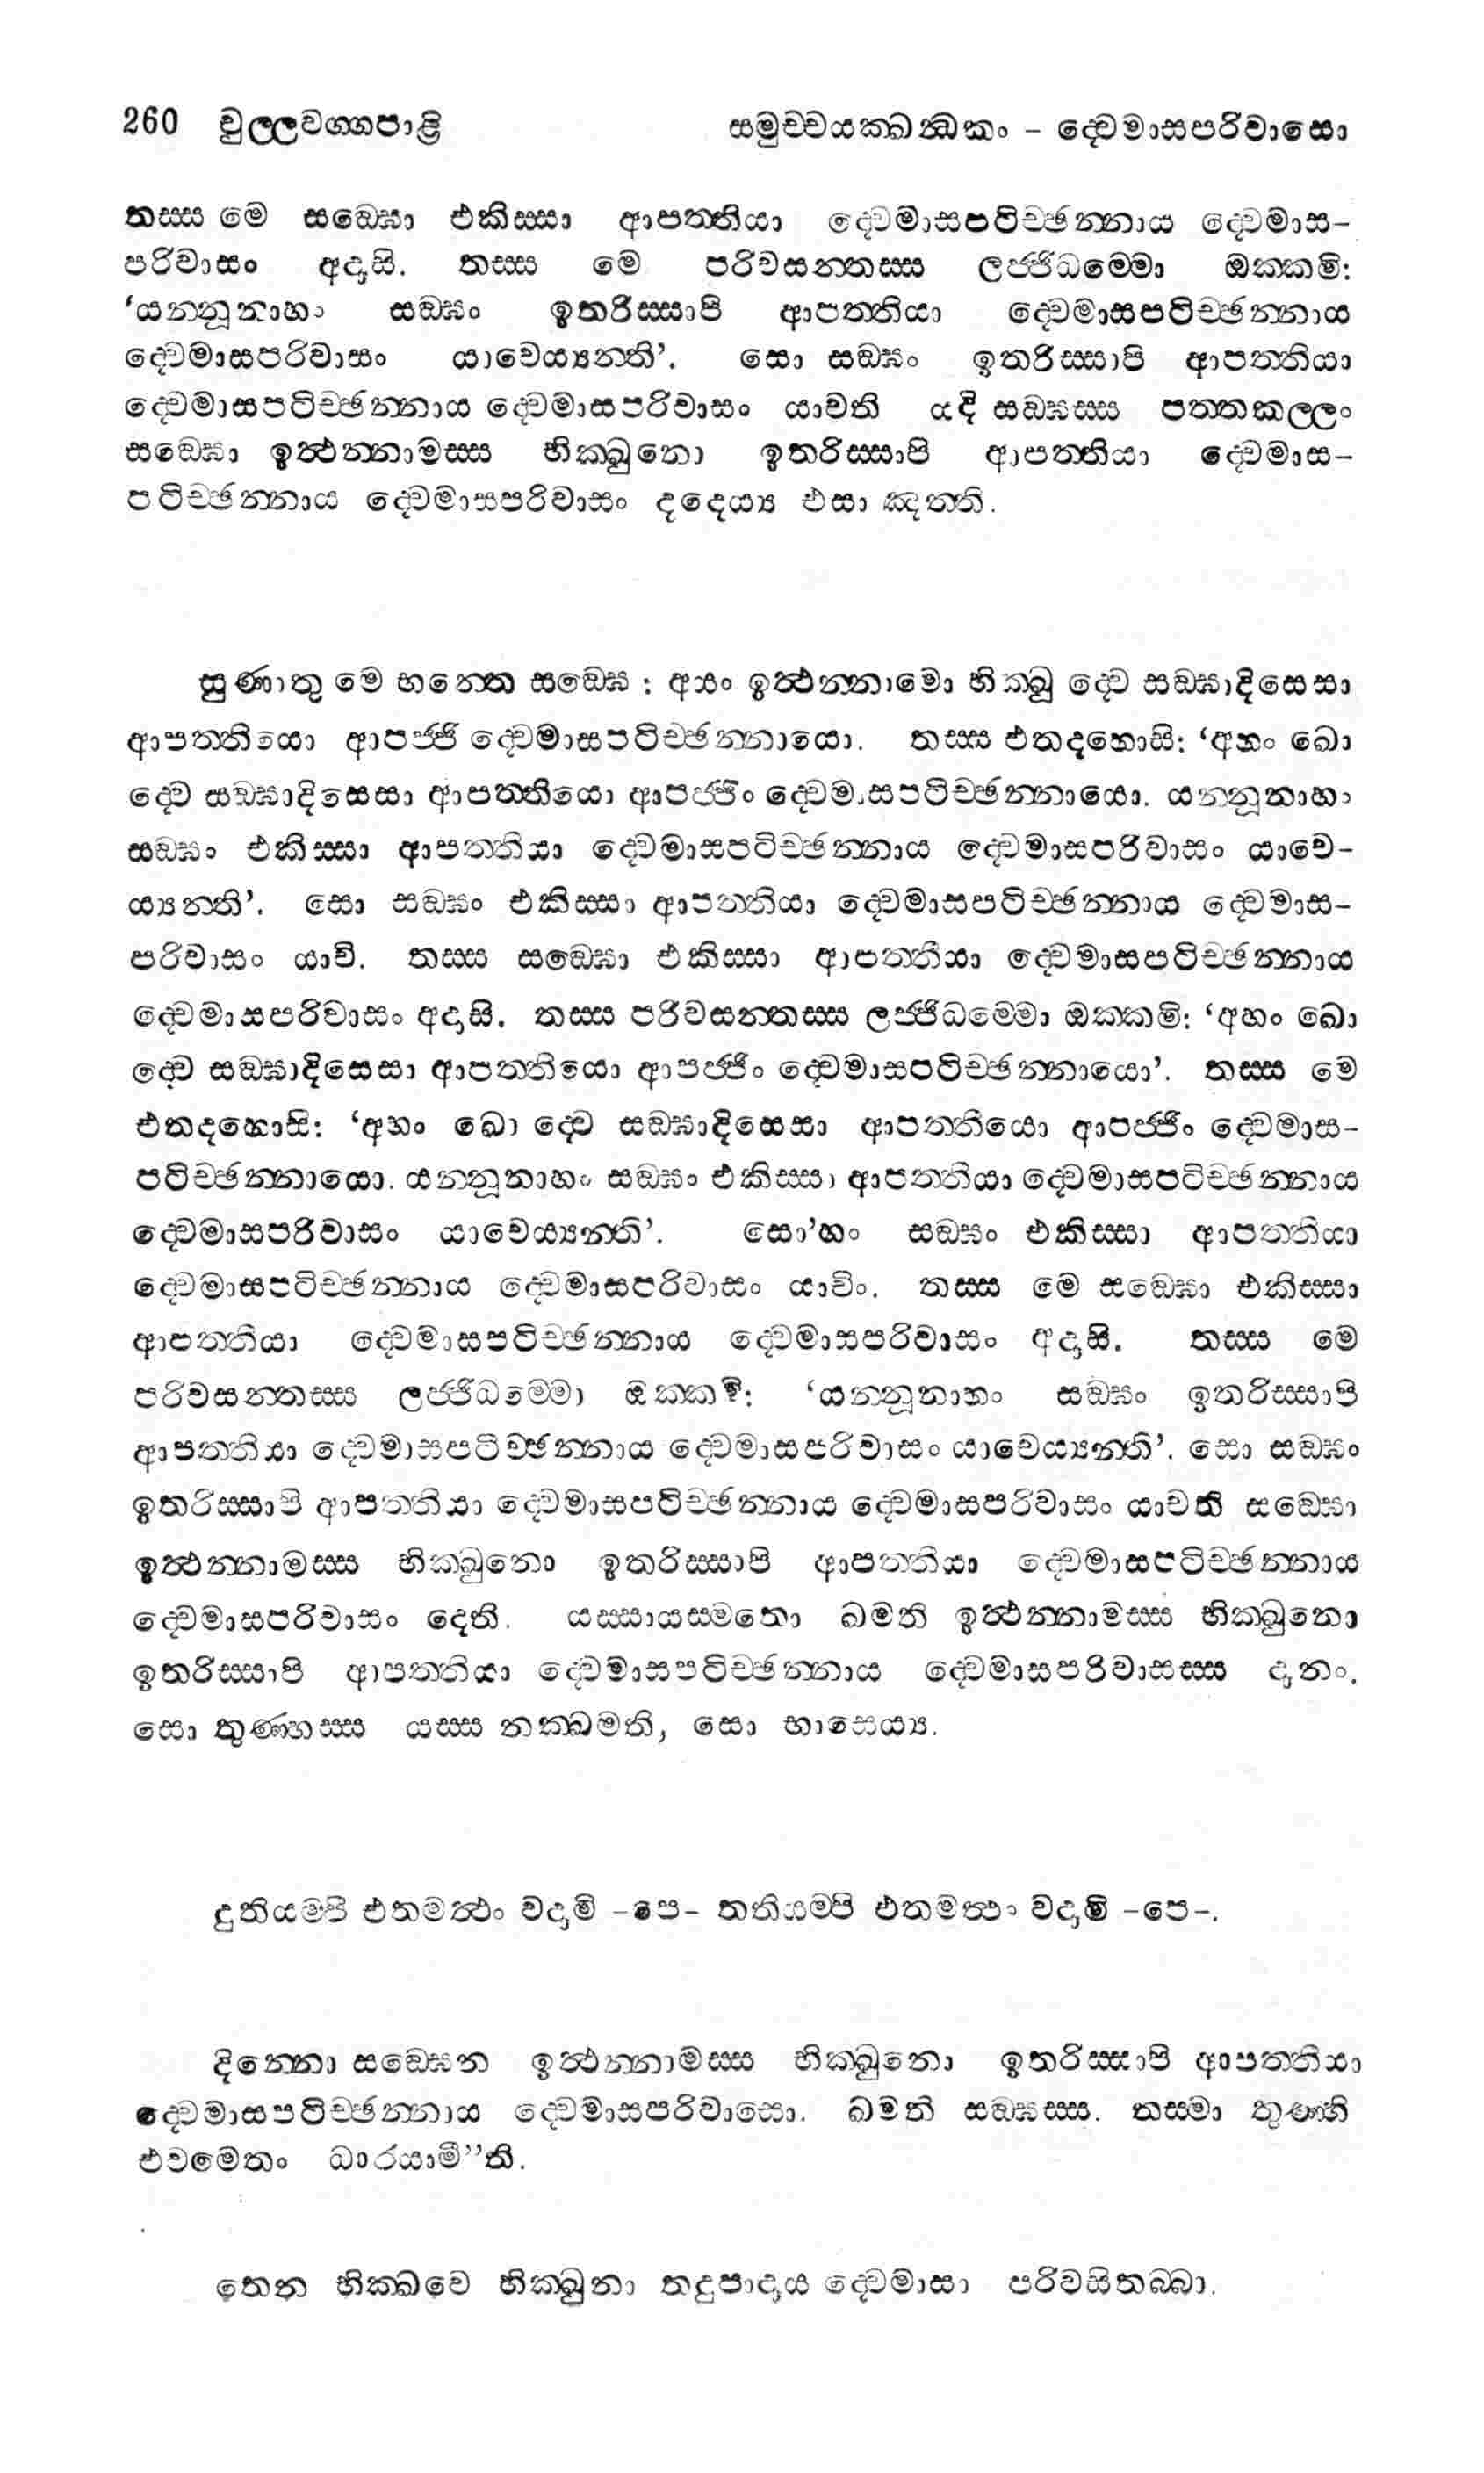 260 චුල්ලවග්ගපාළි සමුච්චයක්ඛන්ධකං – ද්වෙමාසපරිවාසො
තස්ස මෙ සඞ්ඝො එකිස්සා ආපත්තියා ද්වෙමාසපටිච්ඡන්නාය ද්වෙමාස-
පරිවාසං අදාසි. තස්ස මෙ පරිවසන්තස්ස ලජ්ජිධම්මො ඔක්කමි:
‘යන්නූනාහං සඞ්ඝං ඉතරිස්සාපි ආපත්තියා ද්වෙමාසපටිච්ඡන්නාය
ද්වෙමාසපරිවාසං යාචෙය්‍යන්ති’. සො සඞ්ඝං ඉතරිස්සාපි ආපත්තියා
ද්වෙමාසපටිච්ඡන්නාය ද්වෙමාසපරිවාසං යාචති යදි සඞ්ඝස්ස පත්තකල්ලං
සඞ්ඝො ඉත්ථන්නාමස්ස භික්ඛුනො ඉතරිස්සාපි ආපත්තියා ද්වෙමාස-
පටිච්ඡන්නාය ද්වෙමාසපරිවාසං දදෙය්‍ය එසා ඤත්ති.
සුණාතු මෙ භන්තෙ සඞ්ඝෙ : අයං ඉත්ථන්නාමො භික්ඛූ ද්වෙ සඞ්ඝාදිසෙසා
ආපත්තියො ආපජ්ජි ද්වෙමාසපටිච්ඡන්නායො. තස්ස එතදහොසි: ‘අහං ඛො
ද්වෙ සඞ්ඝාදිසෙසා ආපත්තියො ආපජ්ජිං ද්වෙමාසපටිච්ඡන්නායො. යන්නූනාහං
සඞ්ඝං එකිස්සා ආපත්තියා ද්වෙමාසපටිච්ඡන්නාය ද්වෙමාසපරිවාසං යාචෙ-
ය්‍යන්ති’. සො සඞ්ඝං එකිස්සා ආපත්තියා ද්වෙමාසපටිච්ඡන්නාය ද්වෙමාස-
පරිවාසං යාචි. තස්ස සඞ්ඝො එකිස්සා ආපත්තියා ද්වෙමාසපටිච්ඡන්නාය
ද්වෙමාසපරිවාසං අදාසි. තස්ස පරිවසන්තස්ස ලජ්ජිධම්මො ඔක්කමි: ‘අහං ඛො
ද්වෙ සඞ්ඝාදිසෙසා ආපත්තියො ආපජ්ජිං ද්වෙමාසපටිච්ඡන්නායො’. තස්ස මෙ
එතදහොසි: ‘අහං ඛො ද්වෙ සඞ්ඝාදිසෙසා ආපත්තියො ආපජ්ජිං ද්වෙමාස-
පටිච්ඡන්නායො. යන්නූනාහං සඞ්ඝං එකිස්සා ආපත්තියා ද්වෙමාසපටිච්ඡන්නාය
ද්වෙමාසපරිවාසං යාචෙය්‍යන්ති’. සො’හං සඞ්ඝං එකිස්සා ආපත්තියා
ද්වෙමාසපටිච්ඡන්නාය ද්වෙමාසපරිවාසං යාචිං. තස්ස මෙ සඞ්ඝො එකිස්සා
ආපත්තියා ද්වෙමාසපටිච්ඡන්නාය ද්වෙමාසපරිවාසං අදාසි. තස්ස මෙ
පරිවසන්තස්ස ලජ්ජිධම්මො ඔක්කමි: ‘යන්නූනාහං සඞ්ඝං ඉතරිස්සාපි
ආපත්තියා ද්වෙමාසපටිච්ඡන්නාය ද්වෙමාසපරිවාසං යාචෙය්‍යන්ති’. සො සඞ්ඝං
ඉතරිස්සාපි ආපත්තියා ද්වෙමාසපටිච්ඡන්නාය ද්වෙමාසපරිවාසං යාචති සඞ්ඝො
ඉත්ථන්නාමස්ස භික්ඛුනො ඉතරිස්සාපි ආපත්තියා ද්වෙමාසපටිච්ඡන්නාය
ද්වෙමාසපරිවාසං දෙති. යස්සායස්මතො ඛමති ඉත්ථන්නාමස්ස භික්ඛුනො
ඉතරිස්සාපි ආපත්තියා ද්වෙමාසපටිච්ඡන්නාය ද්වෙමාසපරිවාසස්ස දානං.
සො තුණ්හස්ස යස්ස නක්ඛමති, සො භාසෙය්‍ය.
දුතියම්පි එතමත්ථං වදාමි –පෙ– තතියම්පි එතමත්ථං වදාමි –පෙ–.
දින්නො සඞ්ඝෙන ඉත්ථන්නාමස්ස භික්ඛුනො ඉතරිස්සාපි ආපත්තියා
ද්වෙමාසපටිච්ඡන්නාය ද්වෙමාසපරිවාසො. ඛමති සඞ්ඝස්ස. තස්මා තුණ්හි
එවමෙතං ධාරයාමී”ති.
තෙන භික්ඛවෙ භික්ඛුනා තදුපාදාය ද්වෙමාසා පරිවසිතබ්බා.